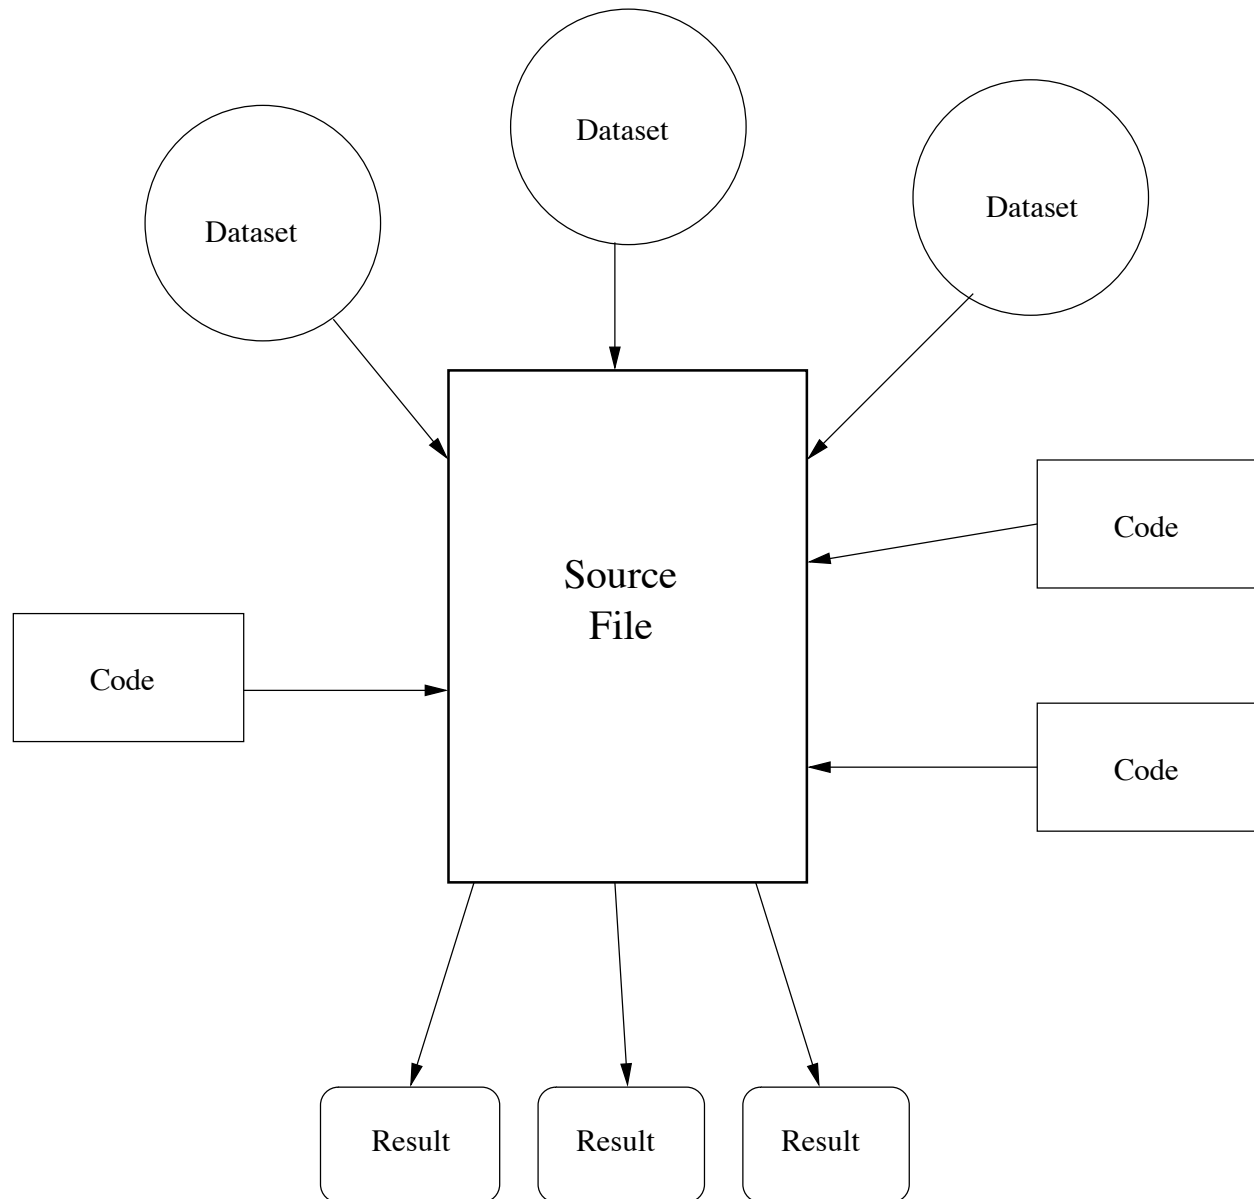 Dataset
Dataset
Dataset
Code
Source
File
Code
Code
Result
Result
Result